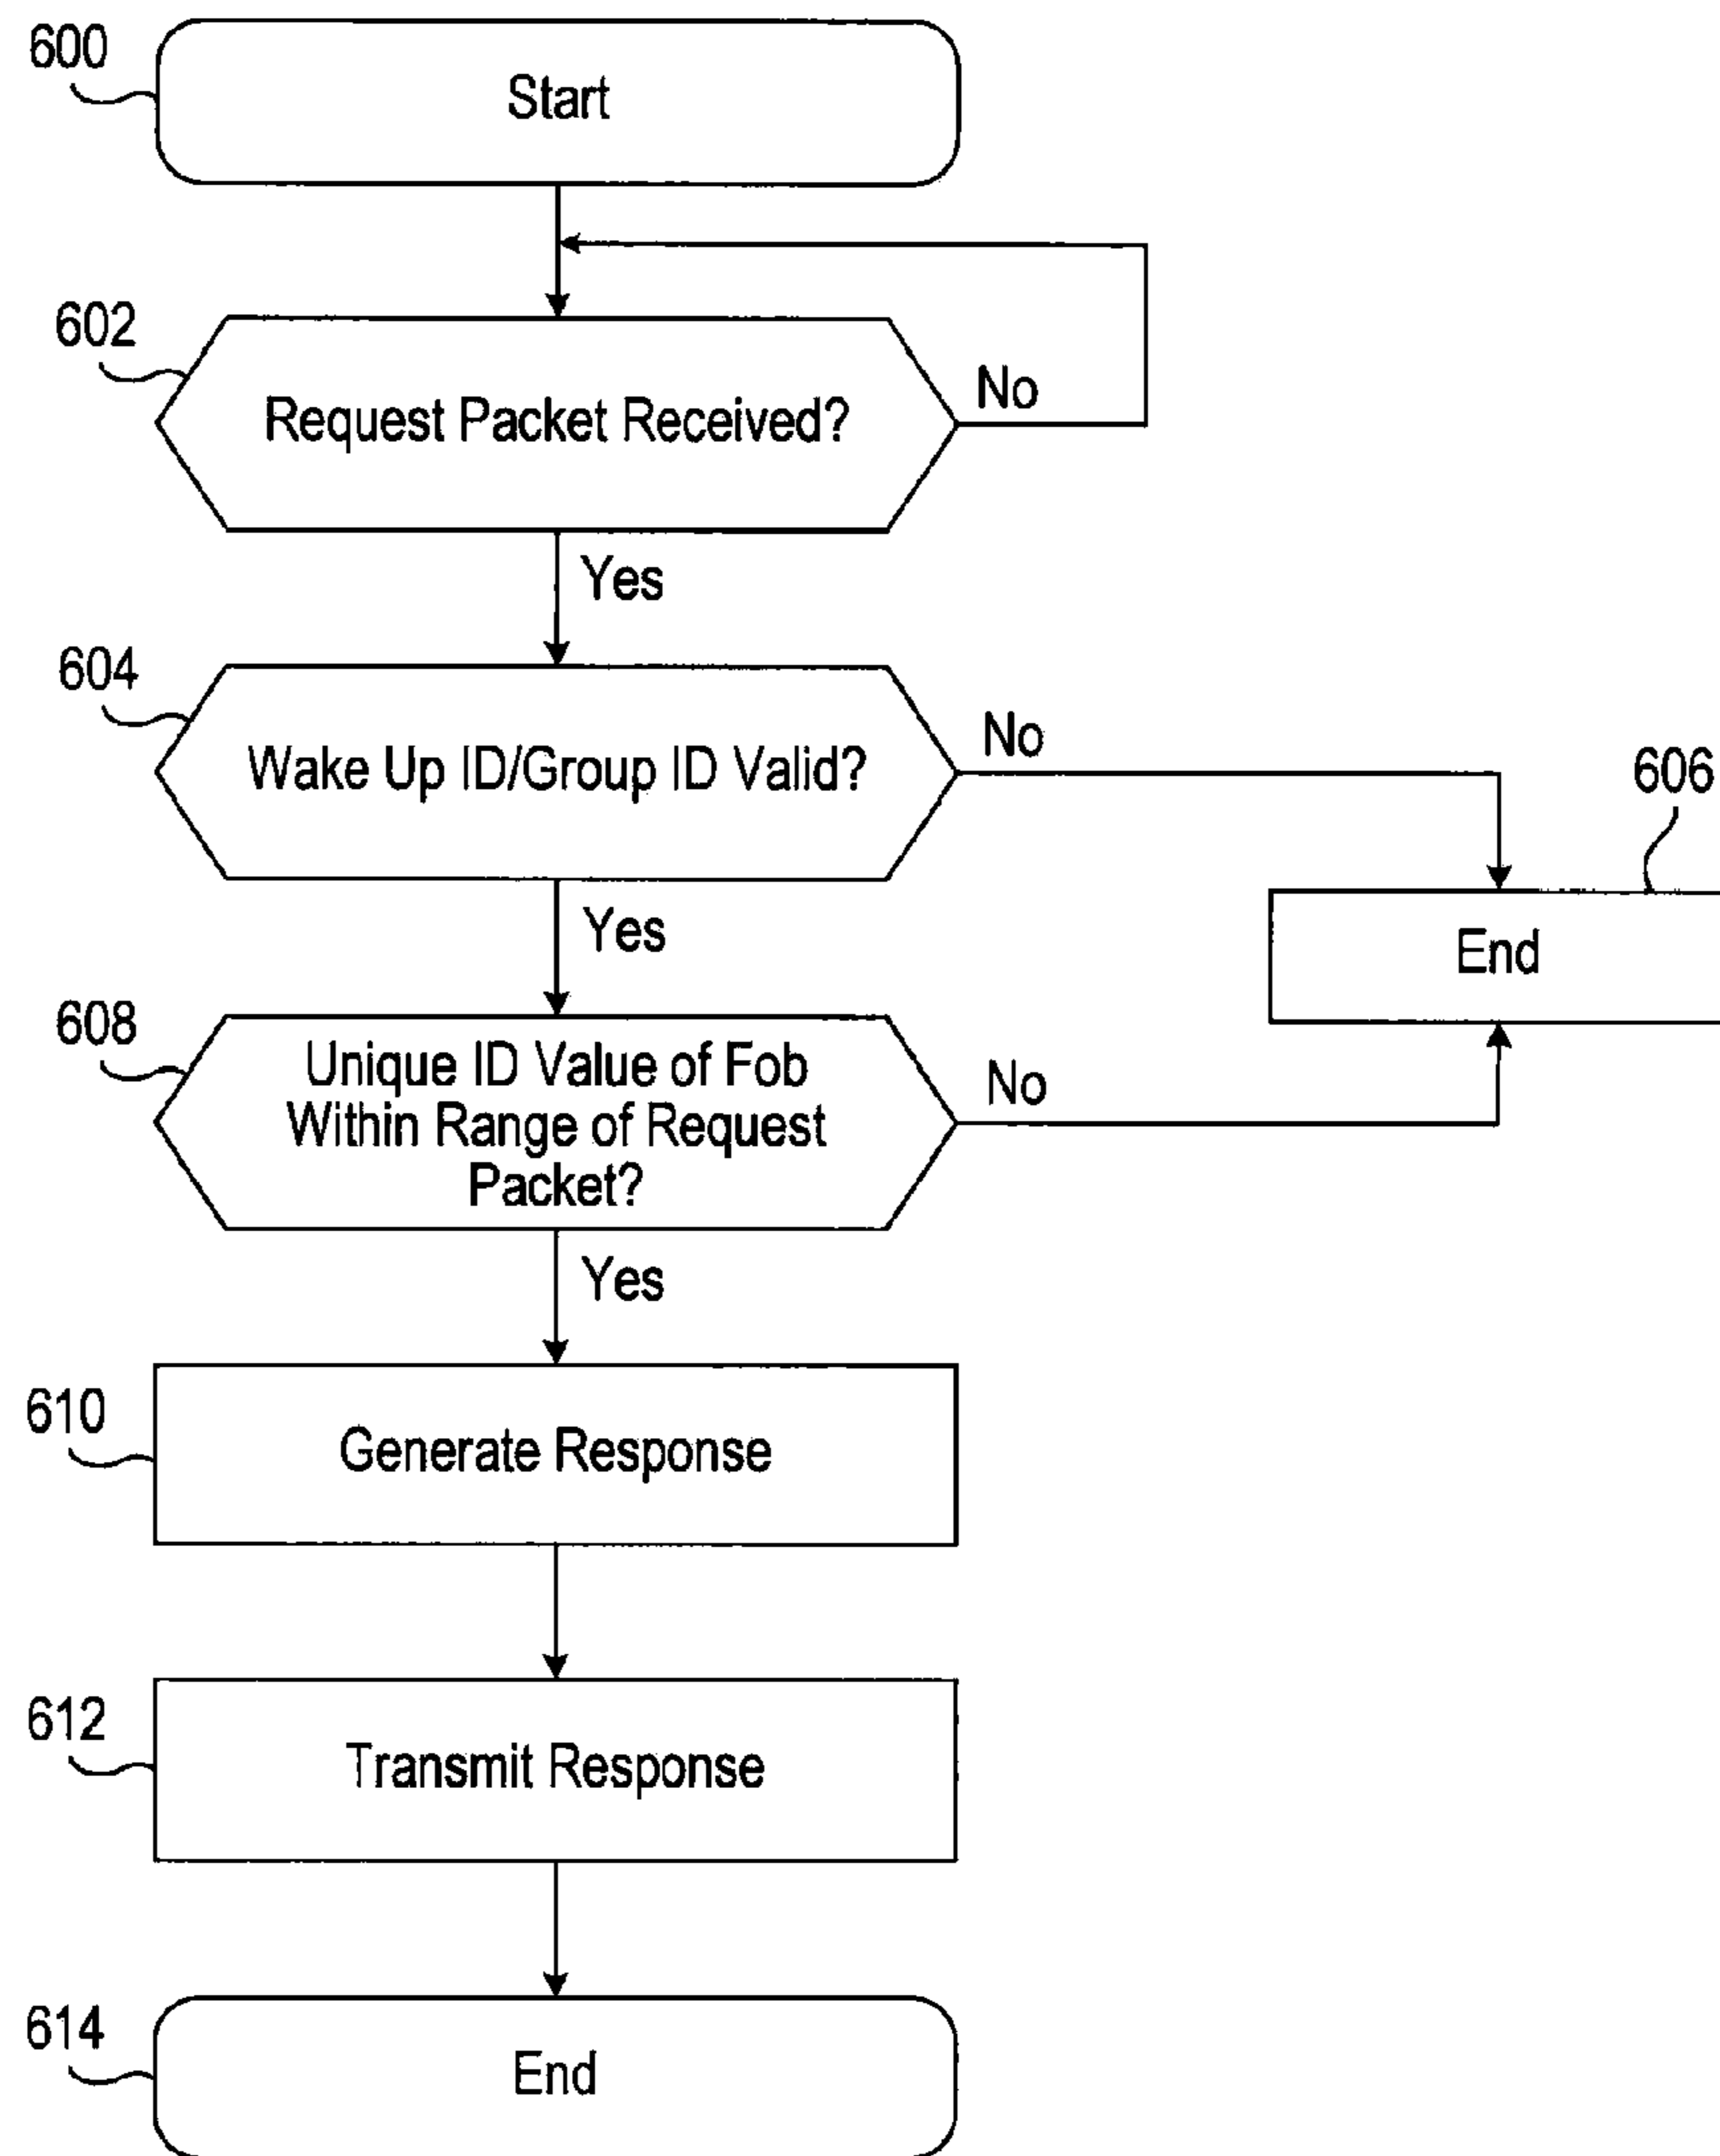 600
Start
602
Request Packet Received?
No
Yes
604
Wake Up ID/Group ID Valid?
No
606
Yes
End
608
Unique ID Value of Fob
Within Range of Request
Packet?
No
Yes
610
Generate Response
612
Transmit Response
614
End